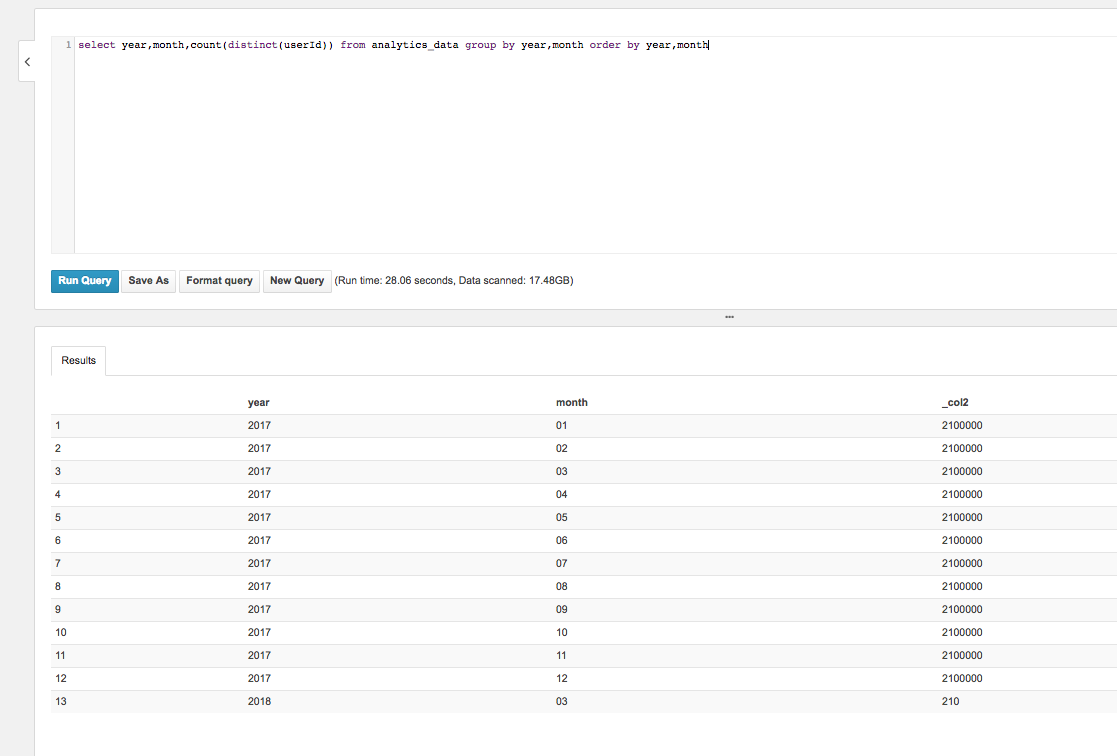 1 select year,month,count(distinct(userId)) from analytics_data group by year,month order by year,month
Run Query Save As Format query New Query (Run time: 28.06 seconds, Data scanned: 17.48GB)
Results
year month _col2
1 2017 01 2100000
2 2017 02 2100000
3 2017 03 2100000
4 2017 04 2100000
5 2017 05 2100000
6 2017 06 2100000
7 2017 07 2100000
8 2017 08 2100000
9 2017 09 2100000
10 2017 10 2100000
11 2017 11 2100000
12 2017 12 2100000
13 2018 03 210